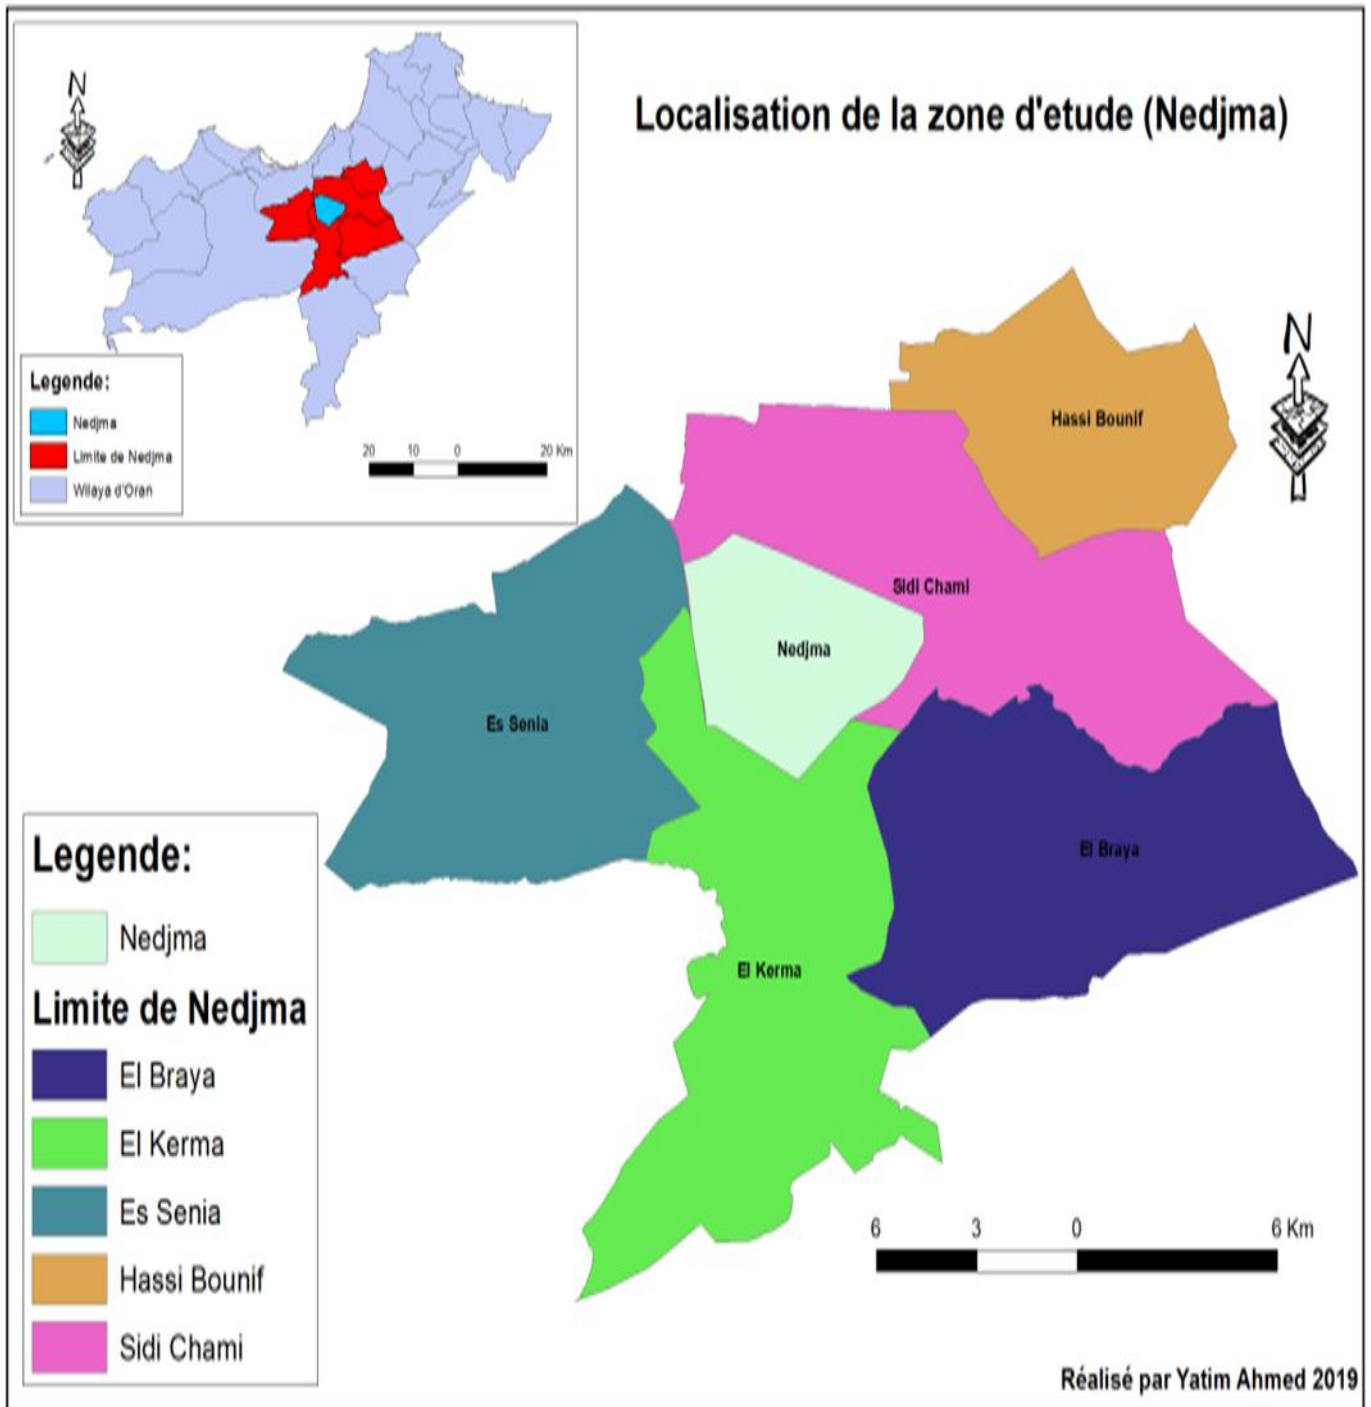 Localisation de la zone d'etude (Nedjma)
N
Legende:
Nedjma
Limite de Nedjma
Wilaya d'Oran
20 10 0 20 Km
N
Hassi Bounif
Sidi Chami
Nedjma
Es Senia
El Braya
El Kerma
Legende:
Nedjma
Limite de Nedjma
El Braya
El Kerma
Es Senia
Hassi Bounif
Sidi Chami
6 3 0 6 Km
Réalisé par Yatim Ahmed 2019